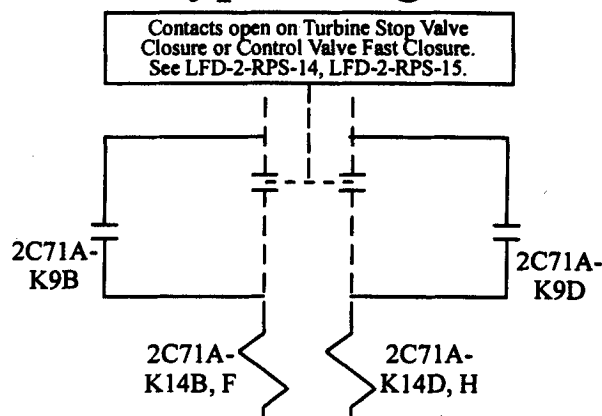 Contacts open on Turbine Stop Valve
Closure or Control Valve Fast Closure.
See LFD-2-RPS-14, LFD-2-RPS-15.
2C71A-
K9B
2C71A-
K9D
2C71A-
K14B, F
2C71A-
K14D, H